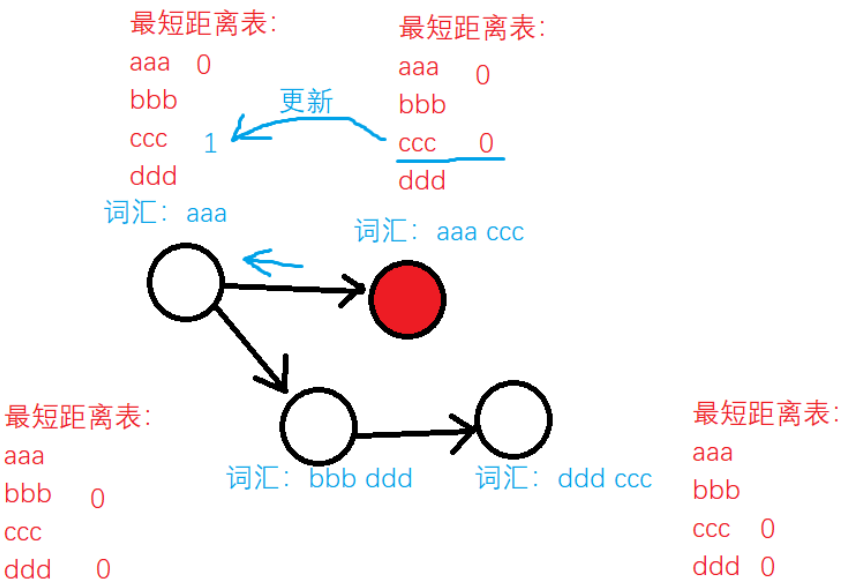 最短距离表：
aaa 0
bbb
ccc 1
ddd
更新
最短距离表：
aaa 0
bbb
ccc 0
ddd
词汇：aaa
词汇：aaa ccc
最短距离表：
aaa
bbb 0
ccc
ddd 0
词汇：bbb ddd
词汇：ddd ccc
最短距离表：
aaa
bbb
ccc 0
ddd 0